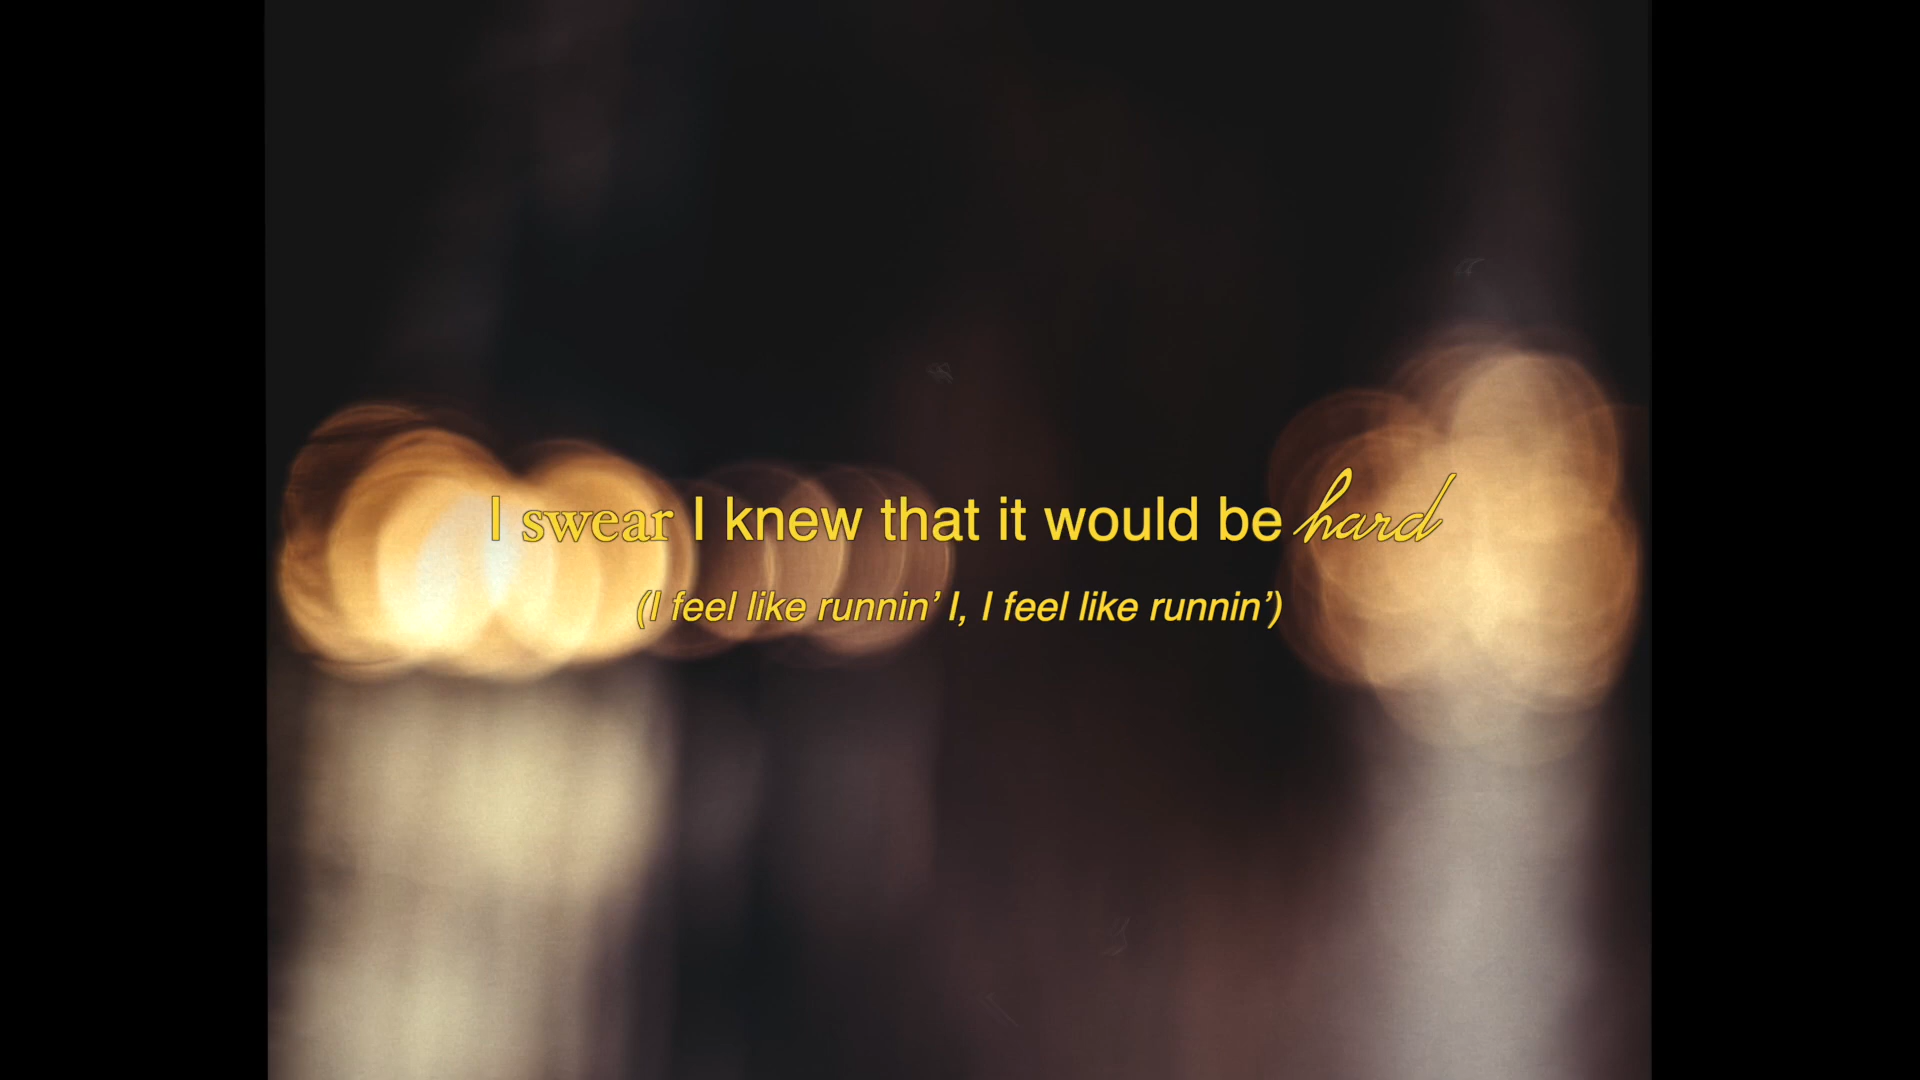 I swear I knew that it would be hard
(I feel like runnin’ I, I feel like runnin’)